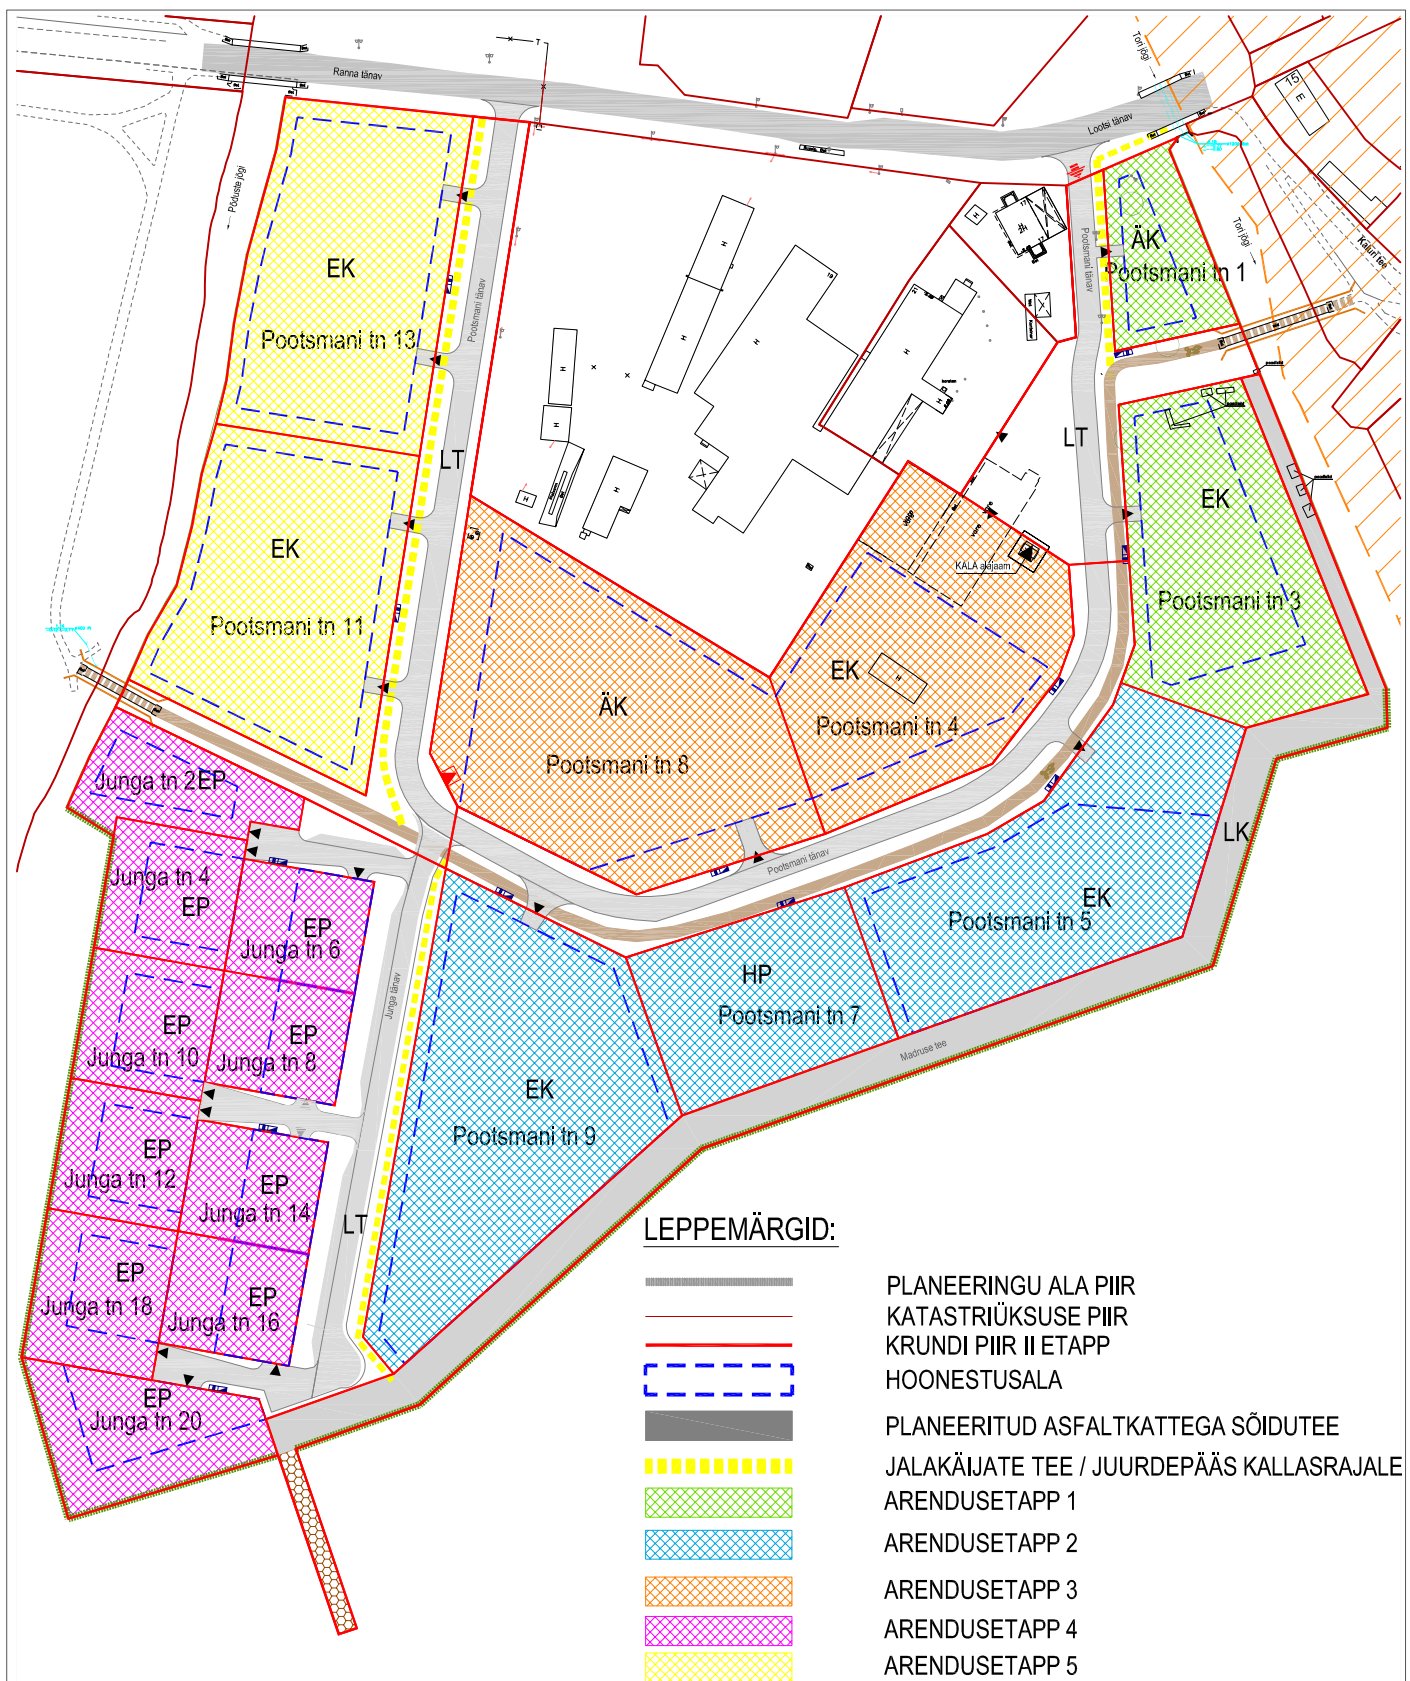 Ranna tänav
Lootsi tänav
Tori jõgi
15
E
Põduste jõgi
Tori jõgi
Kaluri tee
ÄK
Pootsmani tn 1
EK
Pootsmani tn 13
Pootsmani tänav
Pootsmani tänav
LT
LT
EK
Pootsmani tn 3
EK
Pootsmani tn 11
KALA alajaam
ÄK
Pootsmani tn 8
EK
Pootsmani tn 4
Junga tn 2 EP
LK
Pootsmani tänav
Junga tn 4
EP
EP
Junga tn 6
EK
Pootsmani tn 5
HP
Pootsmani tn 7
Madruse tee
Junga tänav
EP
Junga tn 10
EP
Junga tn 8
EK
Pootsmani tn 9
EP
Junga tn 12
EP
Junga tn 14
LT
EP
Junga tn 18
EP
Junga tn 16
EP
Junga tn 20
LEPPEMÄRGID:
PLANEERINGU ALA PIIR
KATASTRIÜKSUSE PIIR
KRUNDI PIIR II ETAPP
HOONESTUSALA
PLANEERITUD ASFALTKATTEGA SÕIDUTEE
JALAKÄIJATE TEE / JUURDEPÄÄS KALLASRAJALE
ARENDUSETAPP 1
ARENDUSETAPP 2
ARENDUSETAPP 3
ARENDUSETAPP 4
ARENDUSETAPP 5